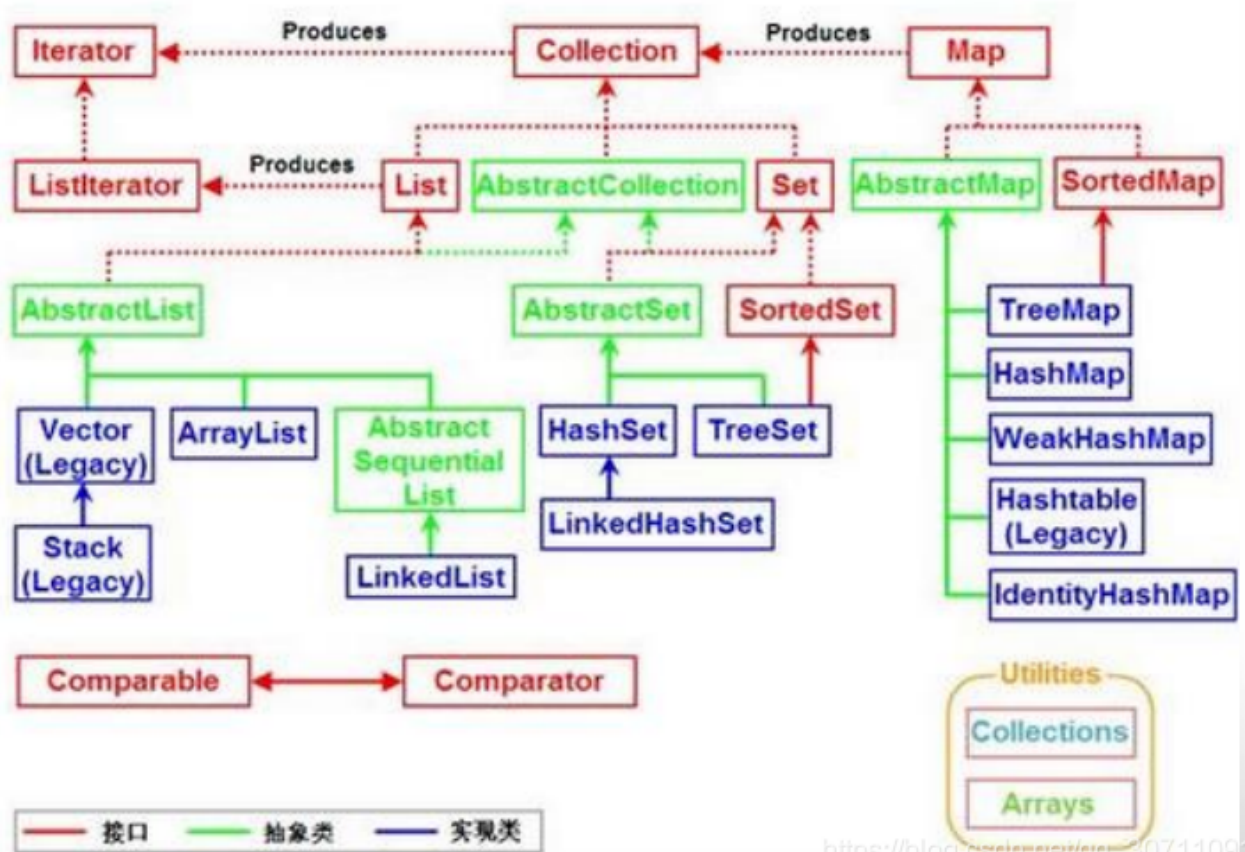 Produces
Produces
Iterator
Collection
Map
Produces
ListIterator
List
AbstractCollection
Set
AbstractMap
SortedMap
AbstractList
AbstractSet
SortedSet
TreeMap
HashMap
Vector
(Legacy)
ArrayList
Abstract
Sequential
List
HashSet
TreeSet
WeakHashMap
Hashtable
(Legacy)
LinkedHashSet
Stack
(Legacy)
LinkedList
IdentityHashMap
Comparable
Comparator
Utilities
Collections
Arrays
接口
抽象类
实现类